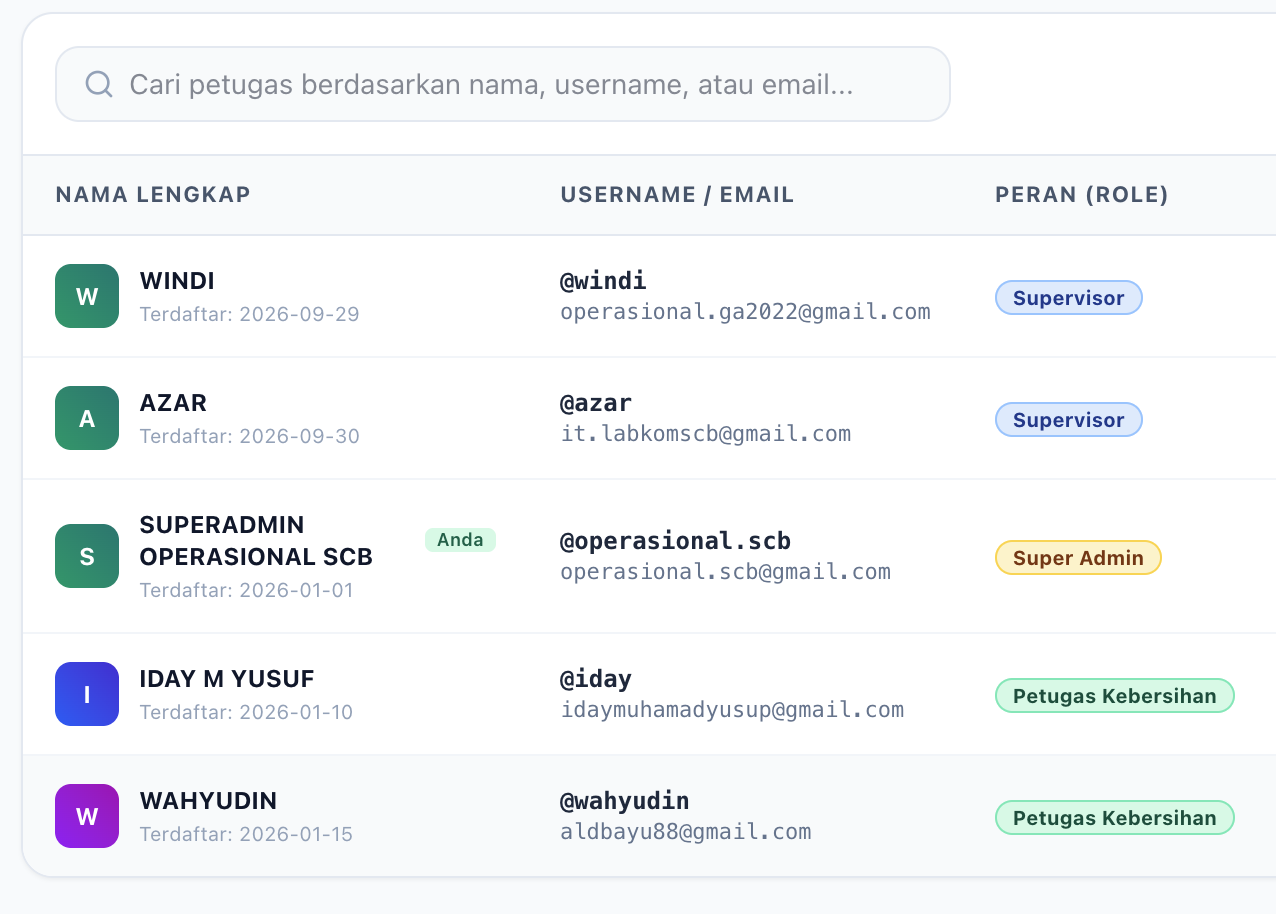 Cari petugas berdasarkan nama, username, atau email...
NAMA LENGKAP USERNAME / EMAIL PERAN (ROLE)
W
WINDI
Terdaftar: 2026-09-29
@windi
operasional.ga2022@gmail.com
Supervisor
A
AZAR
Terdaftar: 2026-09-30
@azar
it.labkomscb@gmail.com
Supervisor
S
SUPERADMIN
OPERASIONAL SCB
Anda
Terdaftar: 2026-01-01
@operasional.scb
operasional.scb@gmail.com
Super Admin
I
IDAY M YUSUF
Terdaftar: 2026-01-10
@iday
idaymuhamadyusup@gmail.com
Petugas Kebersihan
W
WAHYUDIN
Terdaftar: 2026-01-15
@wahyudin
aldbayu88@gmail.com
Petugas Kebersihan